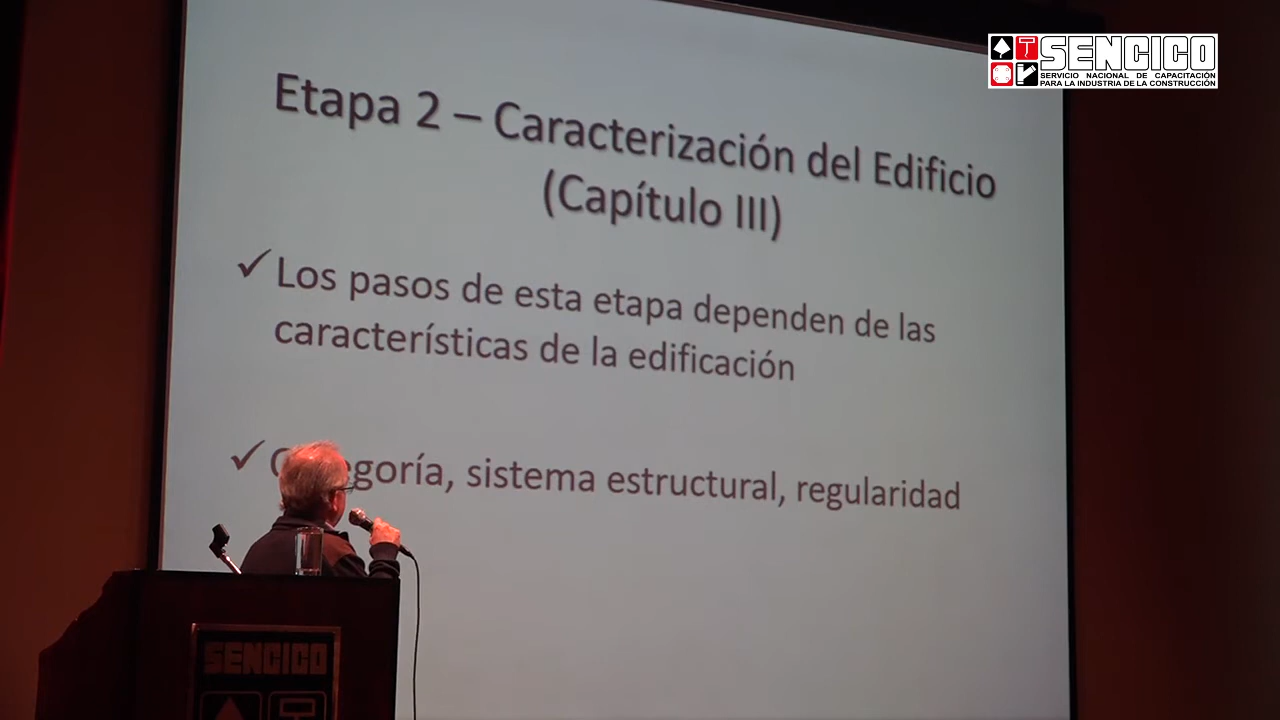 SENCICO
SERVICIO NACIONAL DE CAPACITACIÓN
PARA LA INDUSTRIA DE LA CONSTRUCCIÓN
Etapa 2 – Caracterización del Edificio
(Capítulo III)
✓ Los pasos de esta etapa dependen de las
características de la edificación
✓ sistema estructural, regularidad
SENCICO